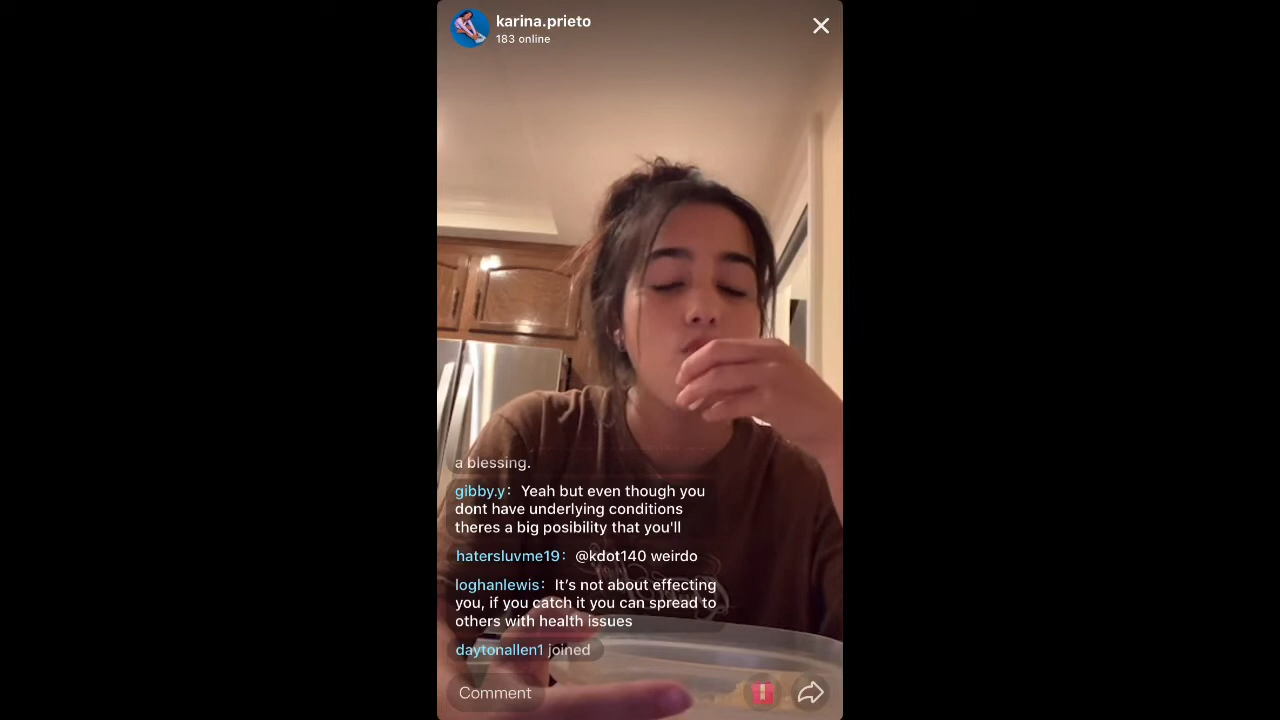 karina.prieto
183 online
a blessing.
gibby.y: Yeah but even though you
dont have underlying conditions
theres a big posibility that you'll
hatersluvme19: @kdot140 weirdo
loghanlewis: It’s not about effecting
you, if you catch it you can spread to
others with health issues
daytonallen1 joined
Comment